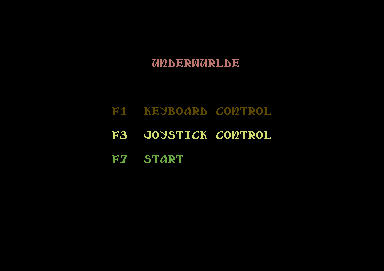 UNDERWURLDE
F1 KEYBOARD CONTROL
F3 JOYSTICK CONTROL
F7 START